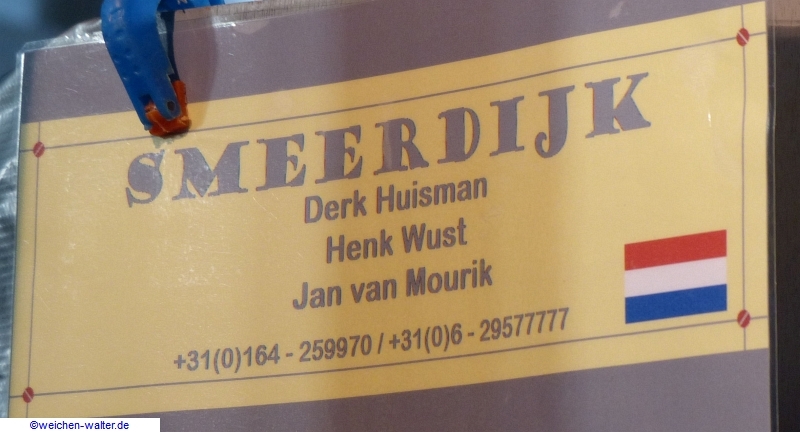 SMEERDIJK
Derk Huisman
Henk Wust
Jan van Mourik
+31(0)164 - 259970 / +31(0)6 - 29577777
©weichen-walter.de